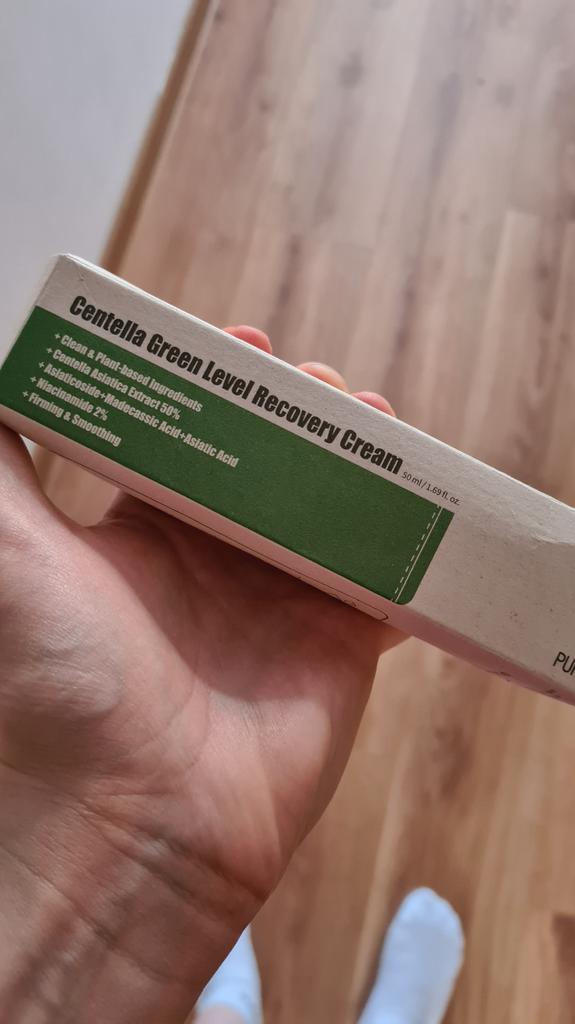 Centella Green Level Recovery Cream 50 ml / 1.69 fl. oz.
+ Clean & Plant-based Ingredients
+ Centella Asiatica Extract 50%
+ Asiaticoside+Madecassic Acid+Asiatic Acid
+ Niacinamide 2%
+ Firming & Smoothing